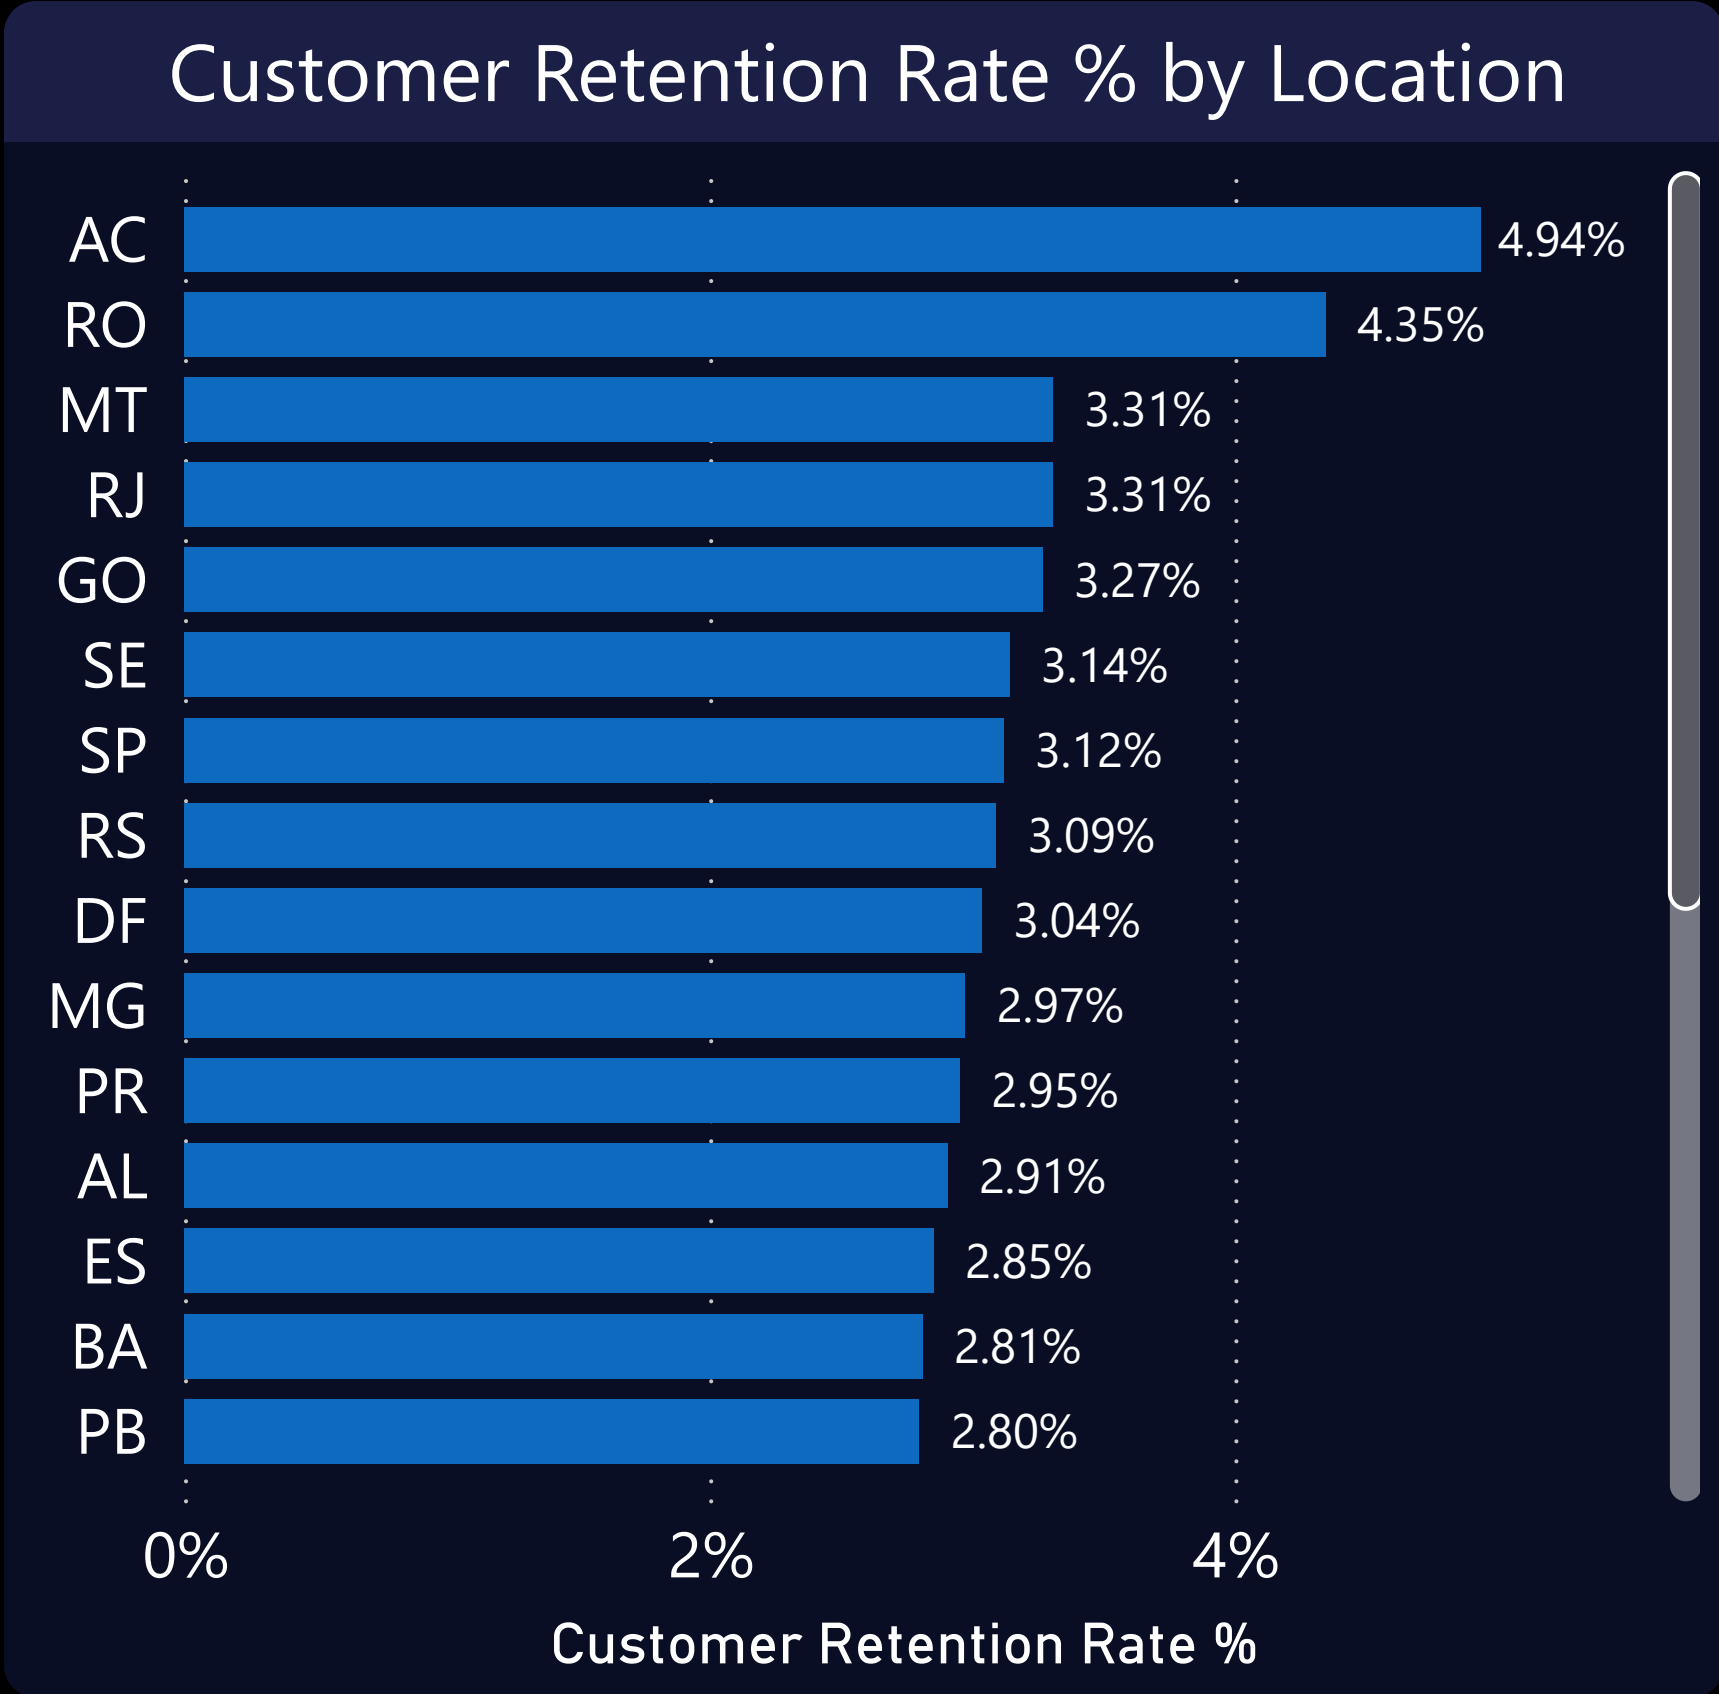 Customer Retention Rate % by Location
AC 4.94%
RO 4.35%
MT 3.31%
RJ 3.31%
GO 3.27%
SE 3.14%
SP 3.12%
RS 3.09%
DF 3.04%
MG 2.97%
PR 2.95%
AL 2.91%
ES 2.85%
BA 2.81%
PB 2.80%
0% 2% 4%
Customer Retention Rate %